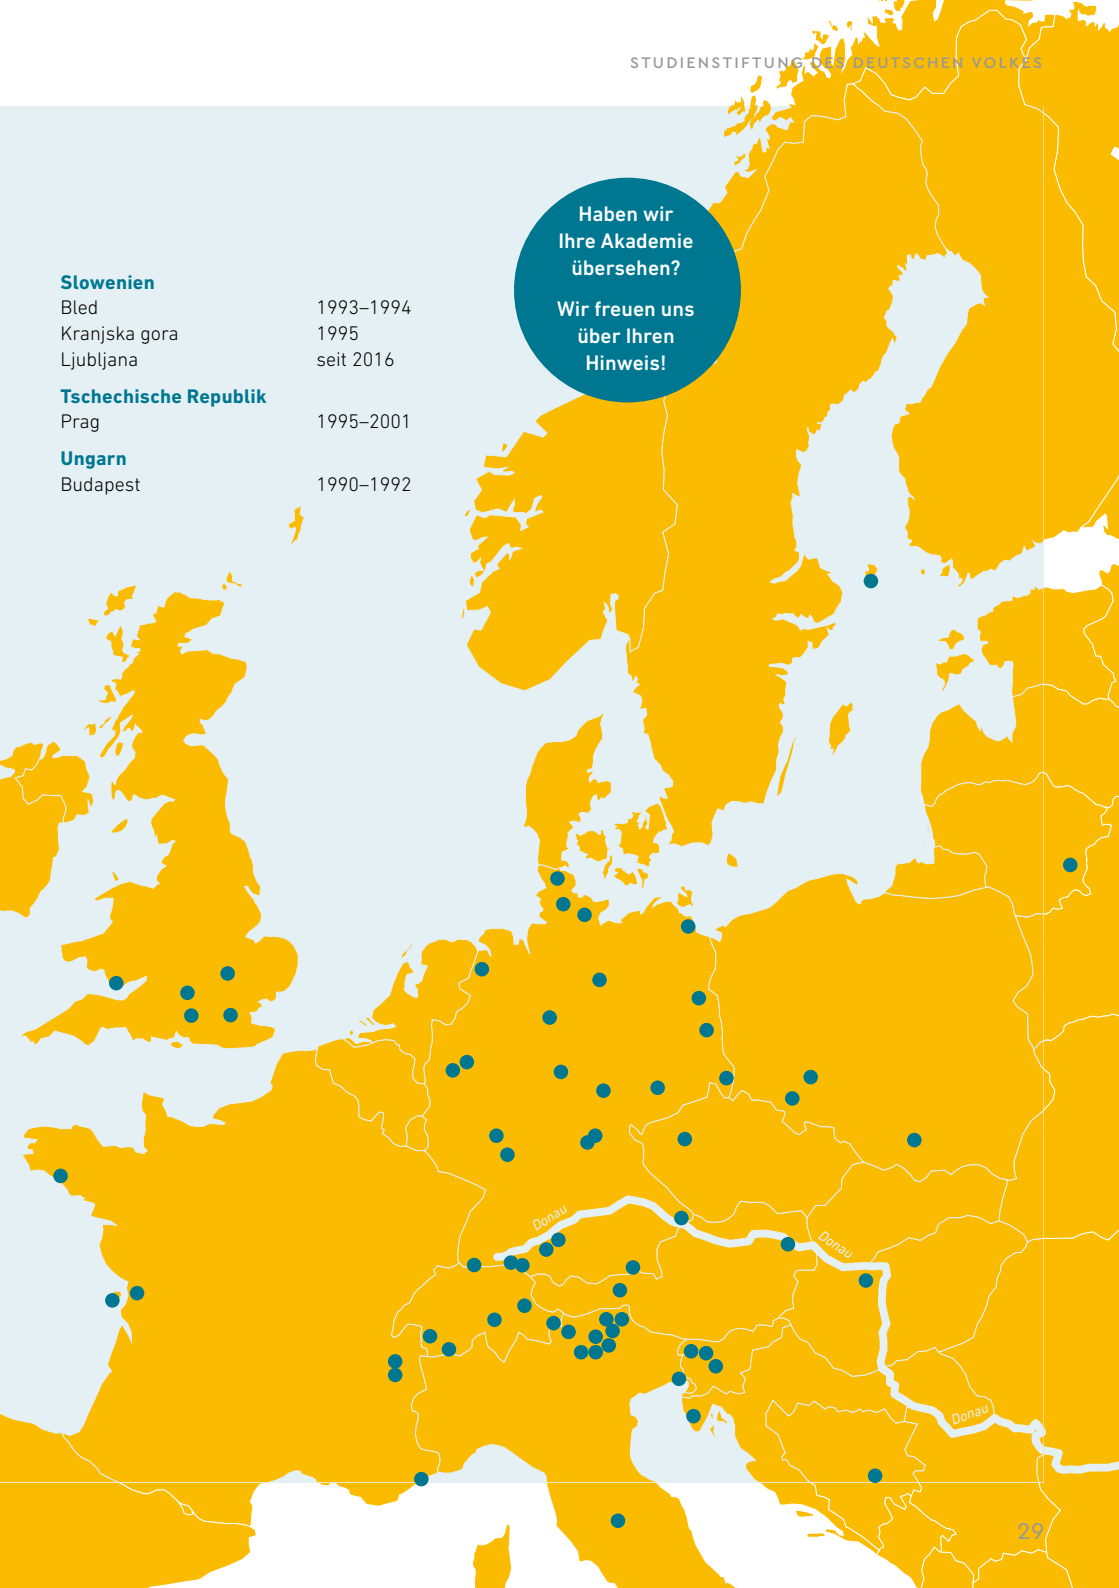 STUDIENSTIFTUNG DES DEUTSCHEN VOLKES
Haben wir
Ihre Akademie
übersehen?
Wir freuen uns
über Ihren
Hinweis!
Slowenien
Bled 1993–1994
Kranjska gora 1995
Ljubljana seit 2016
Tschechische Republik
Prag 1995–2001
Ungarn
Budapest 1990–1992
Donau
Donau
Donau
29